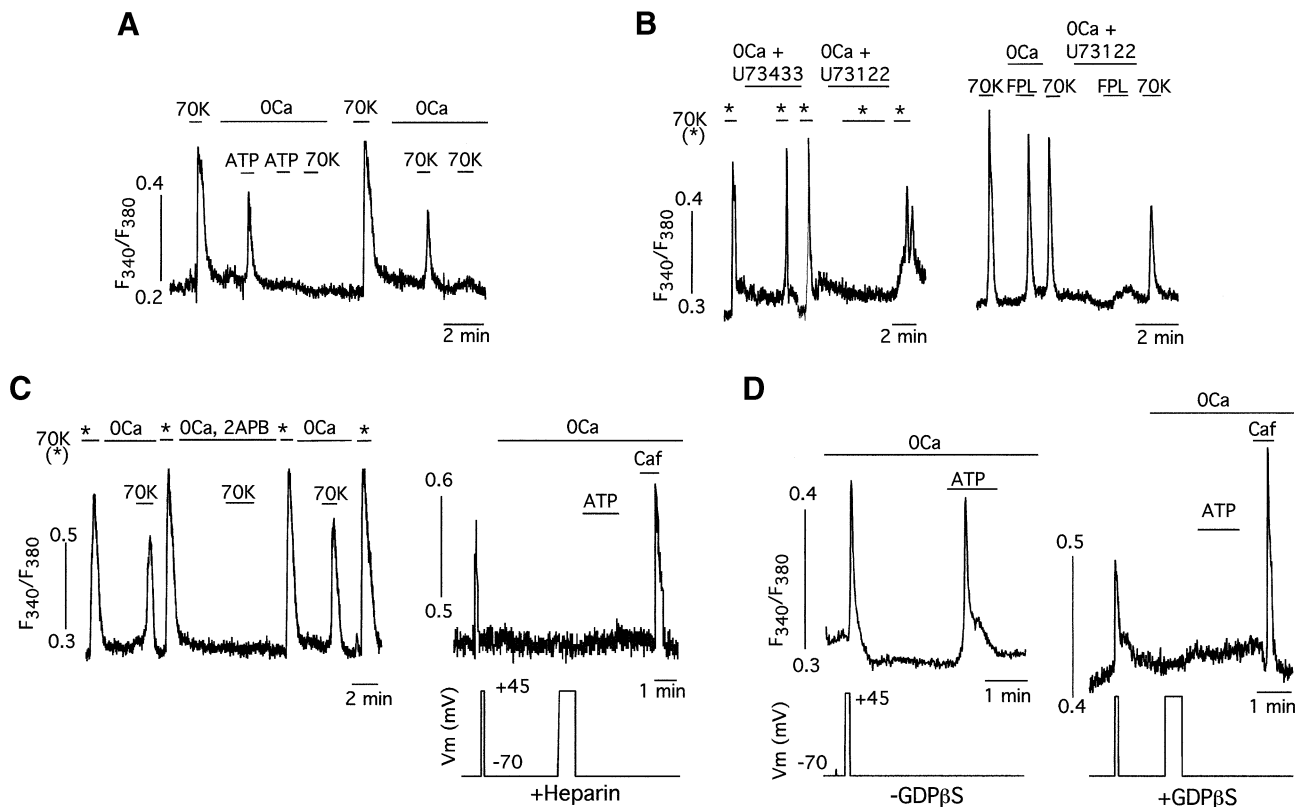 A
70K 0Ca 70K 0Ca
ATP ATP 70K 70K 70K
0.4
F340/F380
0.2
2 min
B
0Ca + U73433
0Ca + U73122
0Ca
0Ca + U73122
70K (*)
* * * * *
70K FPL 70K FPL 70K
0.4
F340/F380
0.3
2 min
2 min
C
70K (*)
* 0Ca * 0Ca, 2APB * 0Ca *
70K 70K 70K
0.5
F340/F380
0.3
2 min
0Ca
Caf
ATP
0.6
0.5
1 min
+45
Vm (mV)
-70
+Heparin
D
0Ca
ATP
0.4
F340/F380
0.3
1 min
+45
Vm (mV)
-70
-GDPβS
0Ca
Caf
ATP
0.5
0.4
1 min
+GDPβS